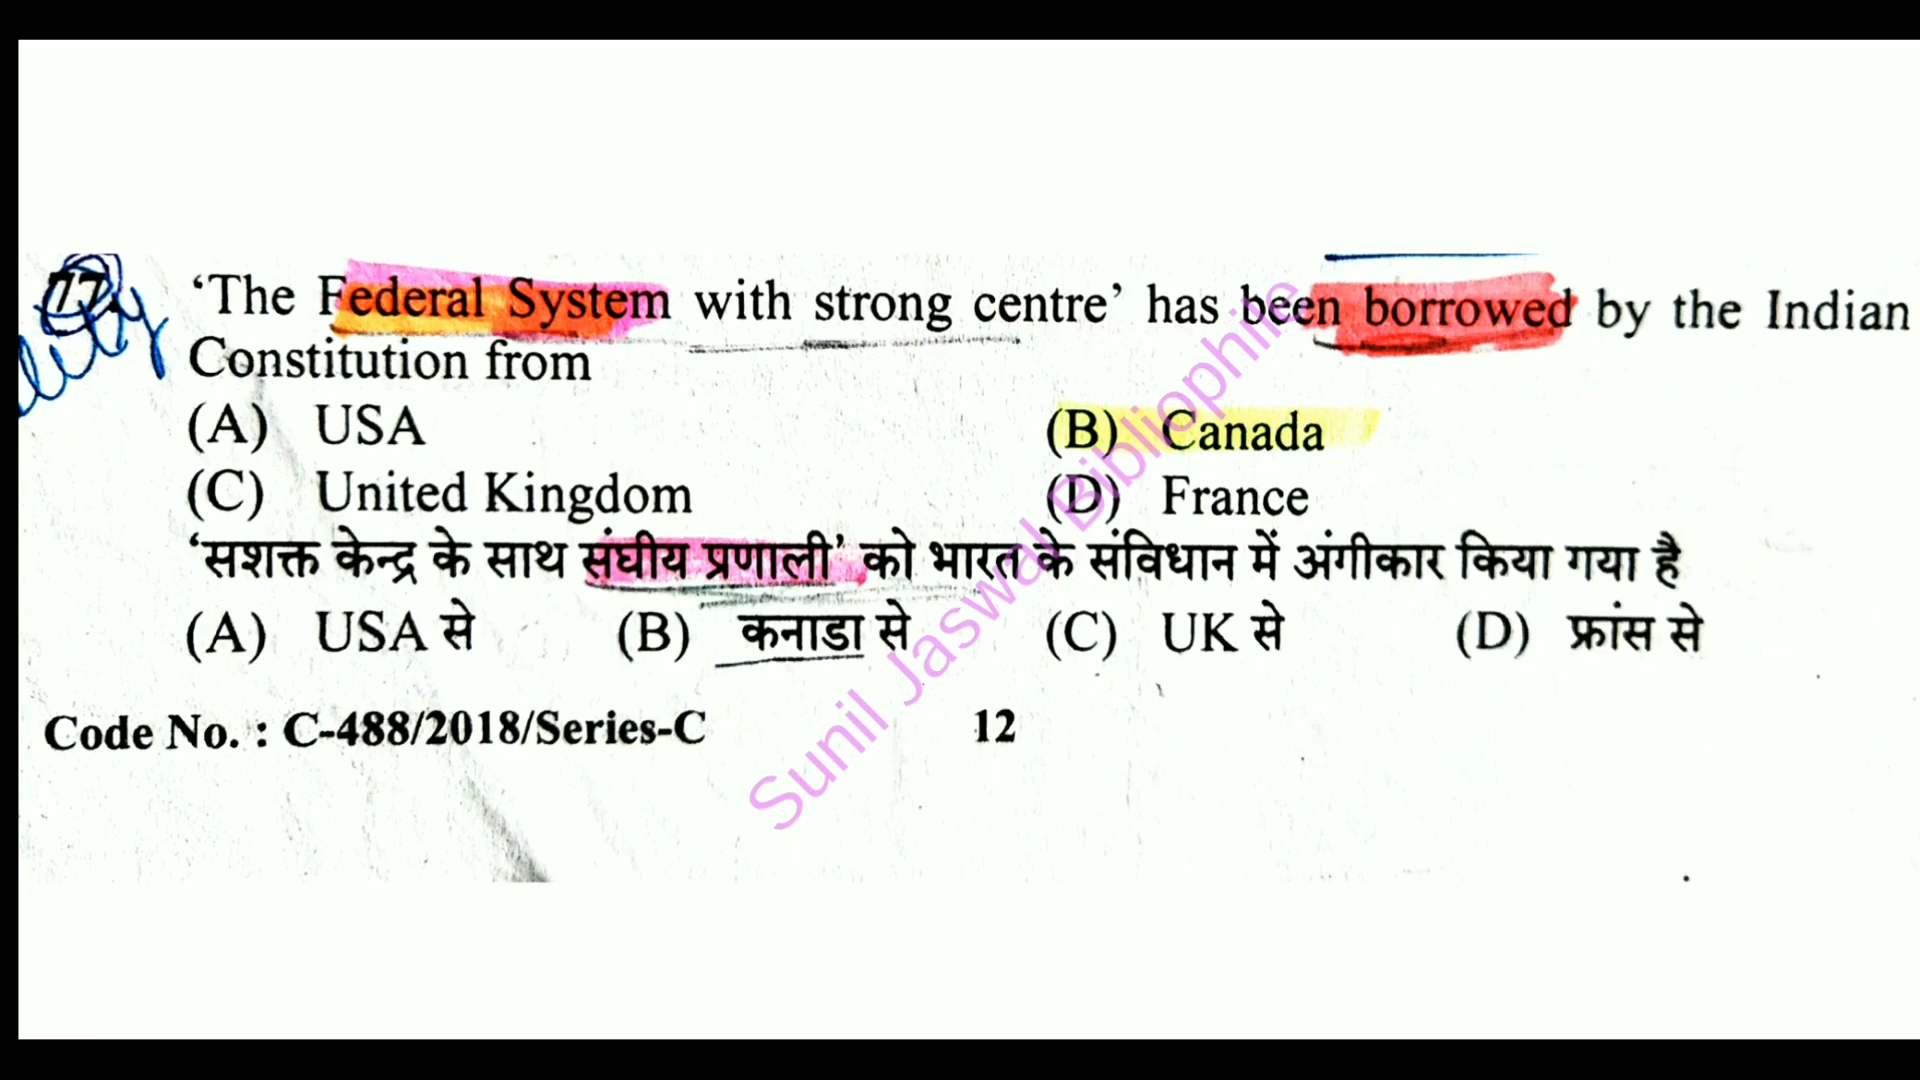 77. ‘The Federal System with strong centre’ has been borrowed by the Indian
Constitution from
(A) USA (B) Canada
(C) United Kingdom (D) France
‘सशक्त केन्द्र के साथ संघीय प्रणाली’ को भारत के संविधान में अंगीकार किया गया है
(A) USA से (B) कनाडा से (C) UK से (D) फ्रांस से
Code No. : C-488/2018/Series-C 12
Sunil Jaswal Bibliophile